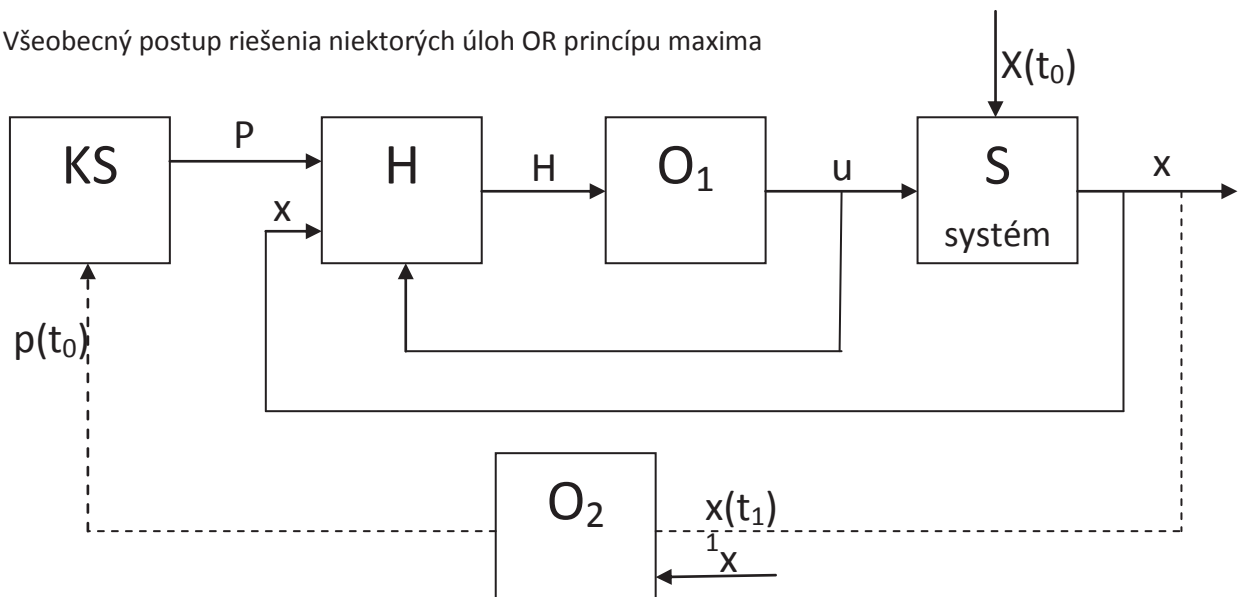 Všeobecný postup riešenia niektorých úloh OR princípu maxima
X(t₀)
KS
P
H
x
H
O₁
u
S
systém
x
p(t₀)
O₂
x(t₁)
¹x